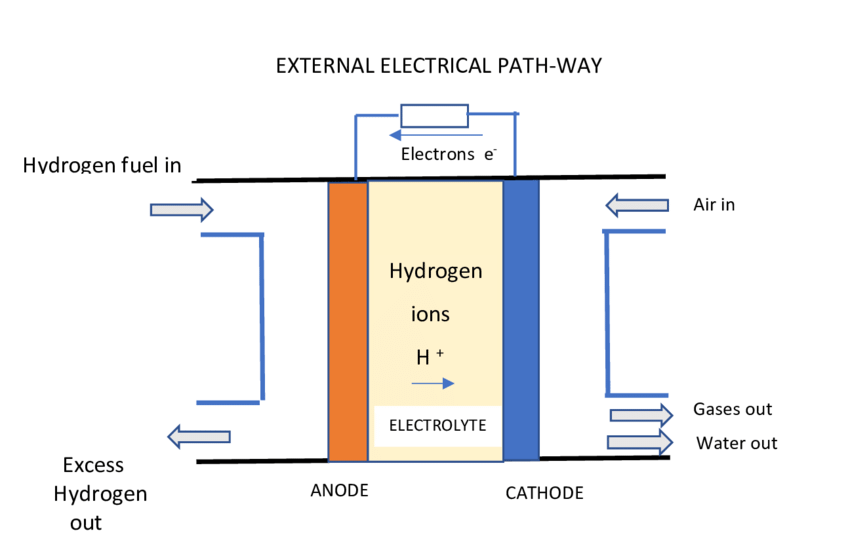 EXTERNAL ELECTRICAL PATH-WAY
Electrons e-
Hydrogen fuel in
Air in
Hydrogen
ions
H +
ELECTROLYTE
Gases out
Water out
Excess
Hydrogen
out
ANODE
CATHODE